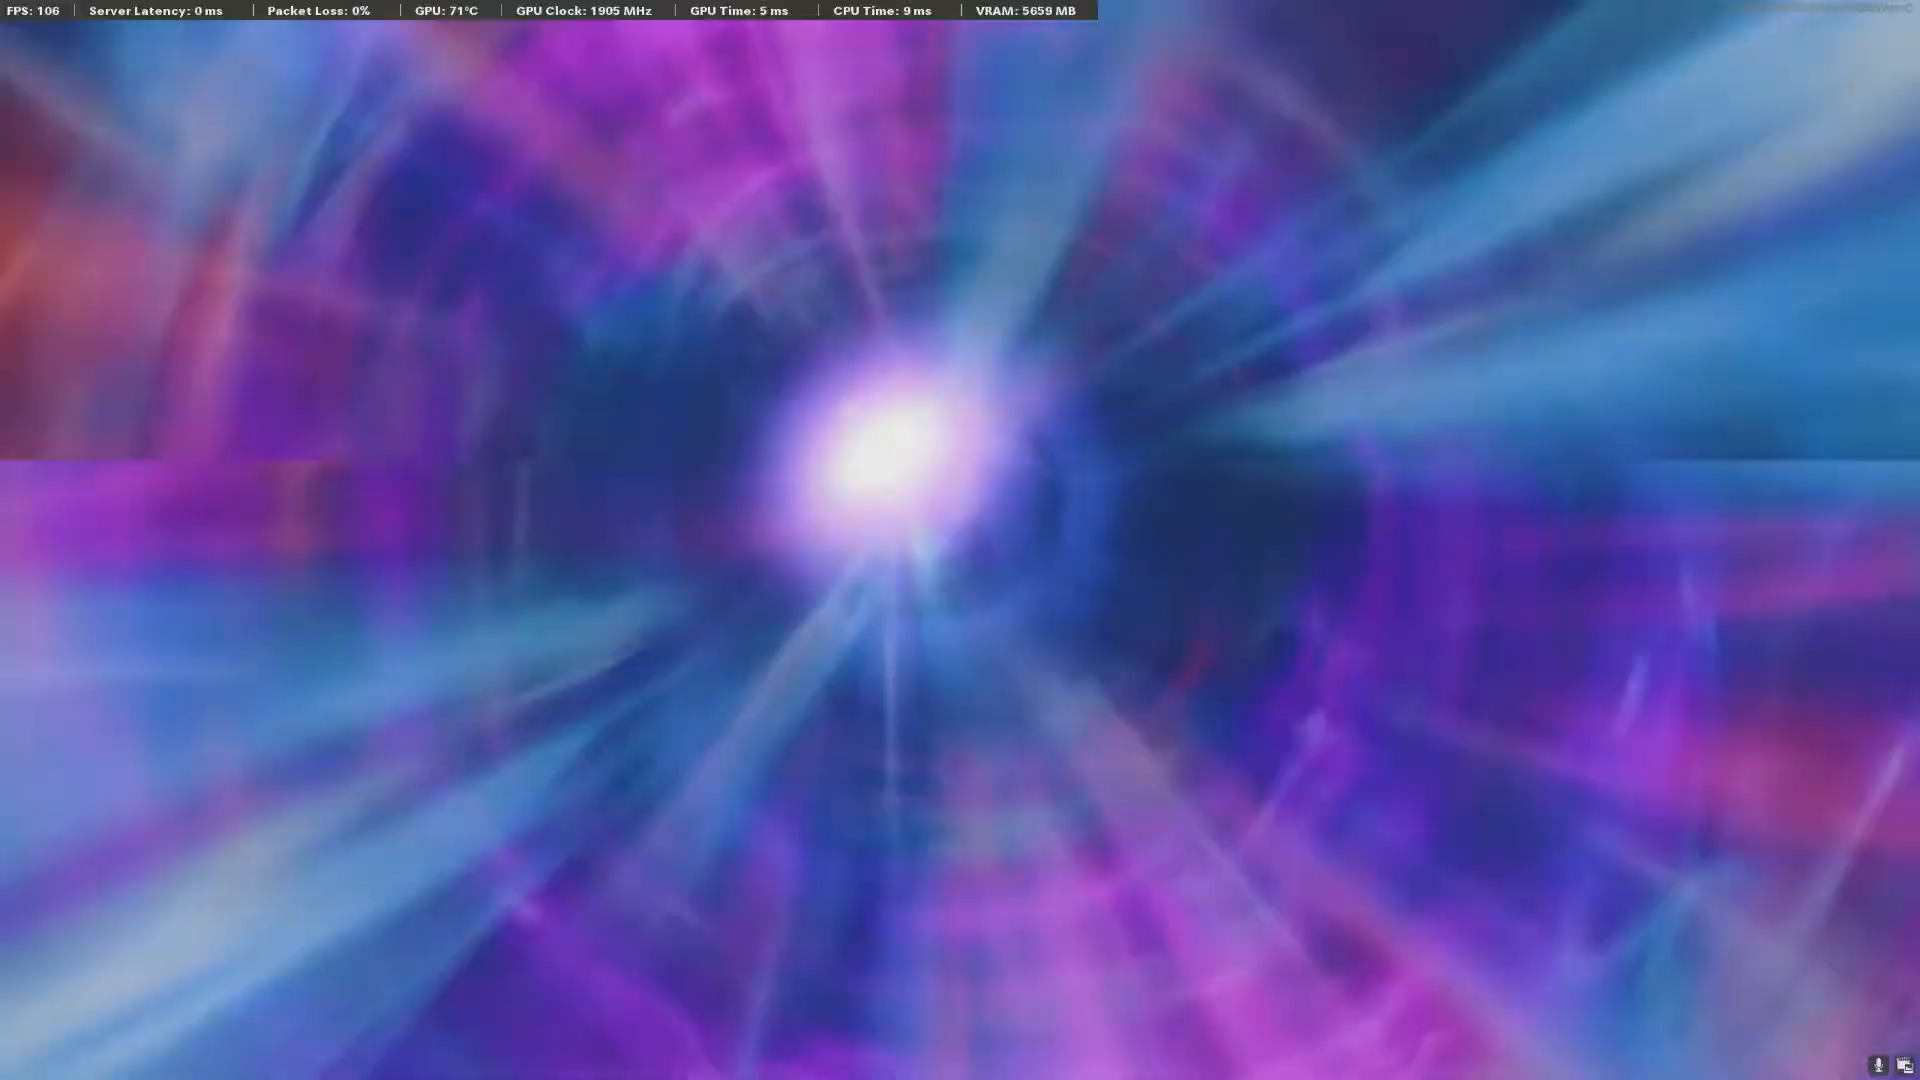 FPS: 106 | Server Latency: 0 ms | Packet Loss: 0% | GPU: 71°C | GPU Clock: 1905 MHz | GPU Time: 5 ms | CPU Time: 9 ms | VRAM: 5659 MB